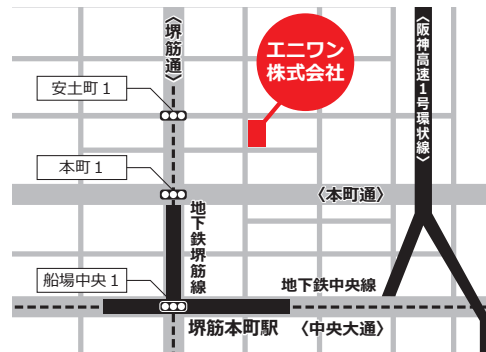 〈堺筋通〉
エニワン
株式会社
〈阪神高速1号環状線〉
安土町1
本町1
〈本町通〉
地下鉄堺筋線
船場中央1
地下鉄中央線
堺筋本町駅
〈中央大通〉